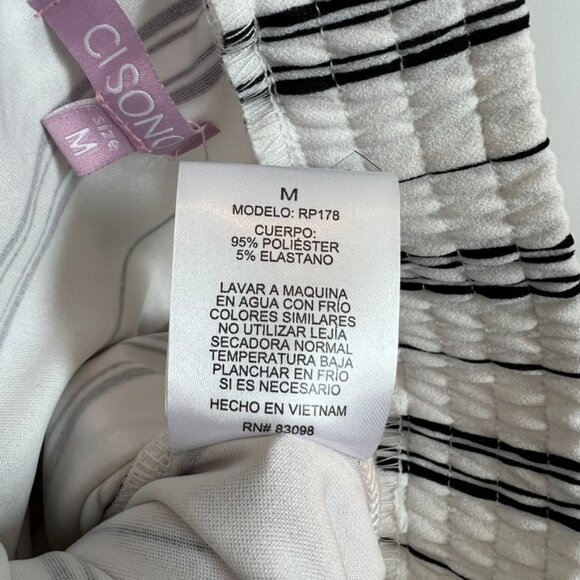 CISONO
size
M
M
MODELO: RP178
CUERPO:
95% POLIÉSTER
5% ELASTANO
LAVAR A MAQUINA
EN AGUA CON FRÍO
COLORES SIMILARES
NO UTILIZAR LEJÍA
SECADORA NORMAL
TEMPERATURA BAJA
PLANCHAR EN FRÍO
SI ES NECESARIO
HECHO EN VIETNAM
RN# 83098